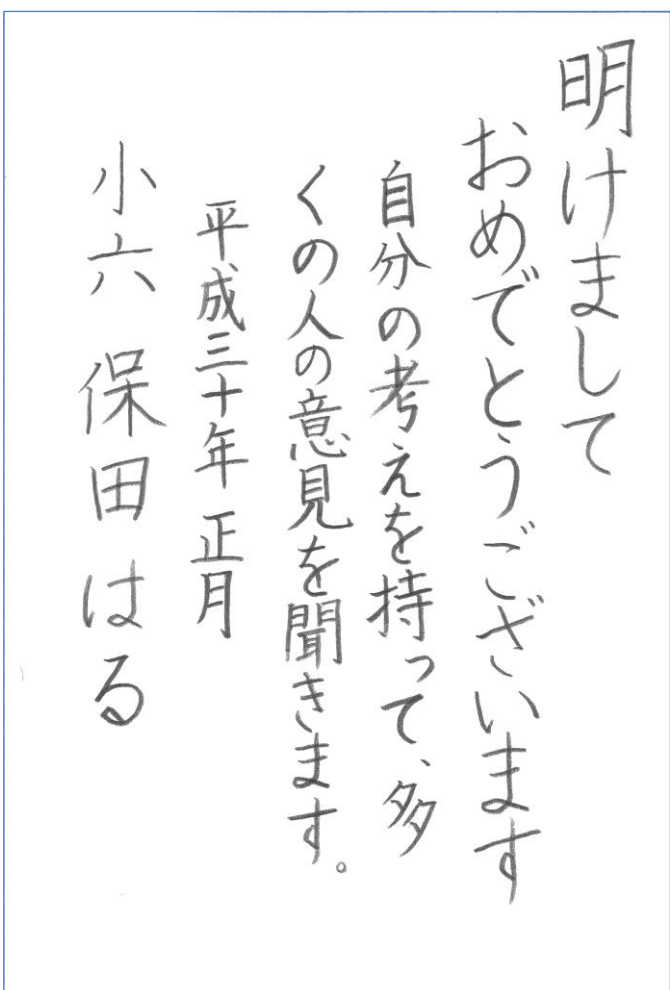 明けまして
おめでとうございます
自分の考えを持って、多
くの人の意見を聞きます。
平成三十年 正月
小六 保田 はる